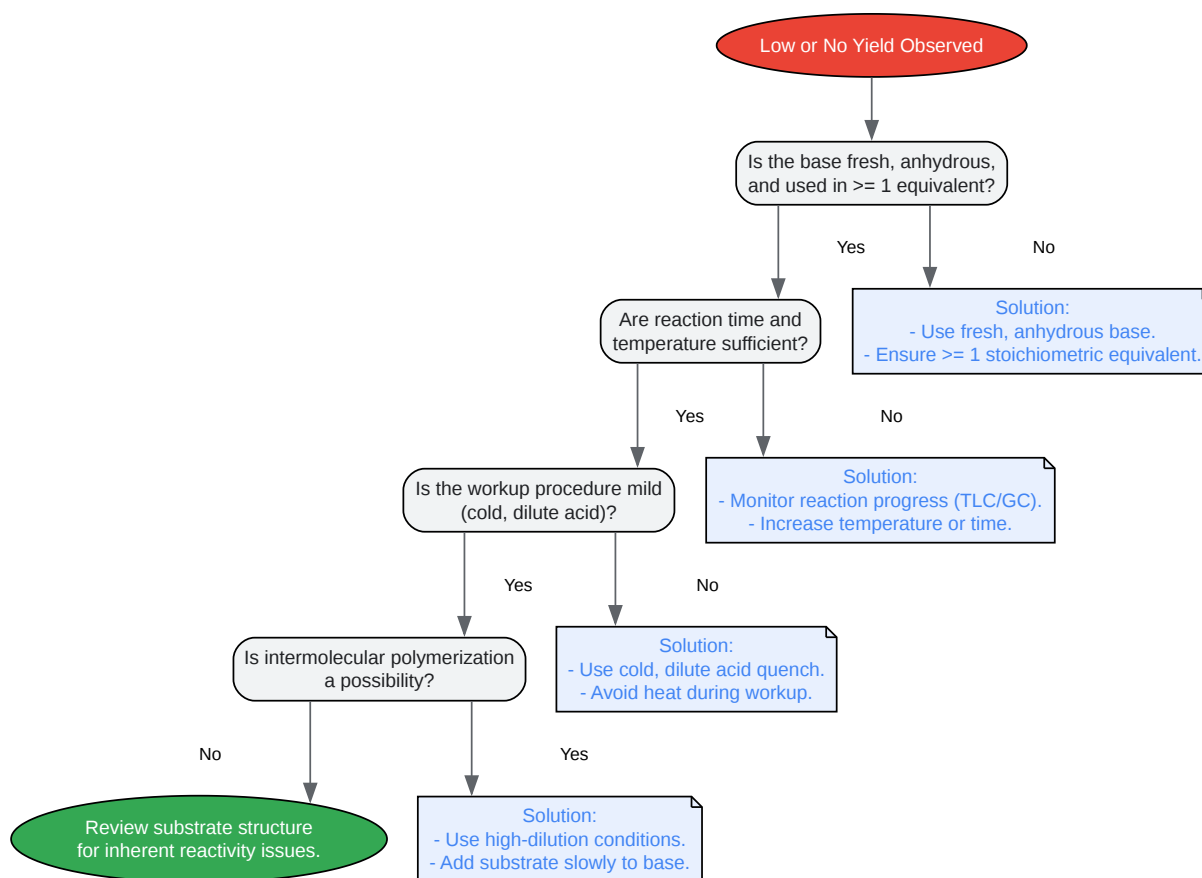 Low or No Yield Observed
Is the base fresh, anhydrous,
and used in >= 1 equivalent?
Yes
No
Are reaction time and
temperature sufficient?
Solution:
- Use fresh, anhydrous base.
- Ensure >= 1 stoichiometric equivalent.
Yes
No
Is the workup procedure mild
(cold, dilute acid)?
Solution:
- Monitor reaction progress (TLC/GC).
- Increase temperature or time.
Yes
No
Is intermolecular polymerization
a possibility?
Solution:
- Use cold, dilute acid quench.
- Avoid heat during workup.
No
Yes
Review substrate structure
for inherent reactivity issues.
Solution:
- Use high-dilution conditions.
- Add substrate slowly to base.